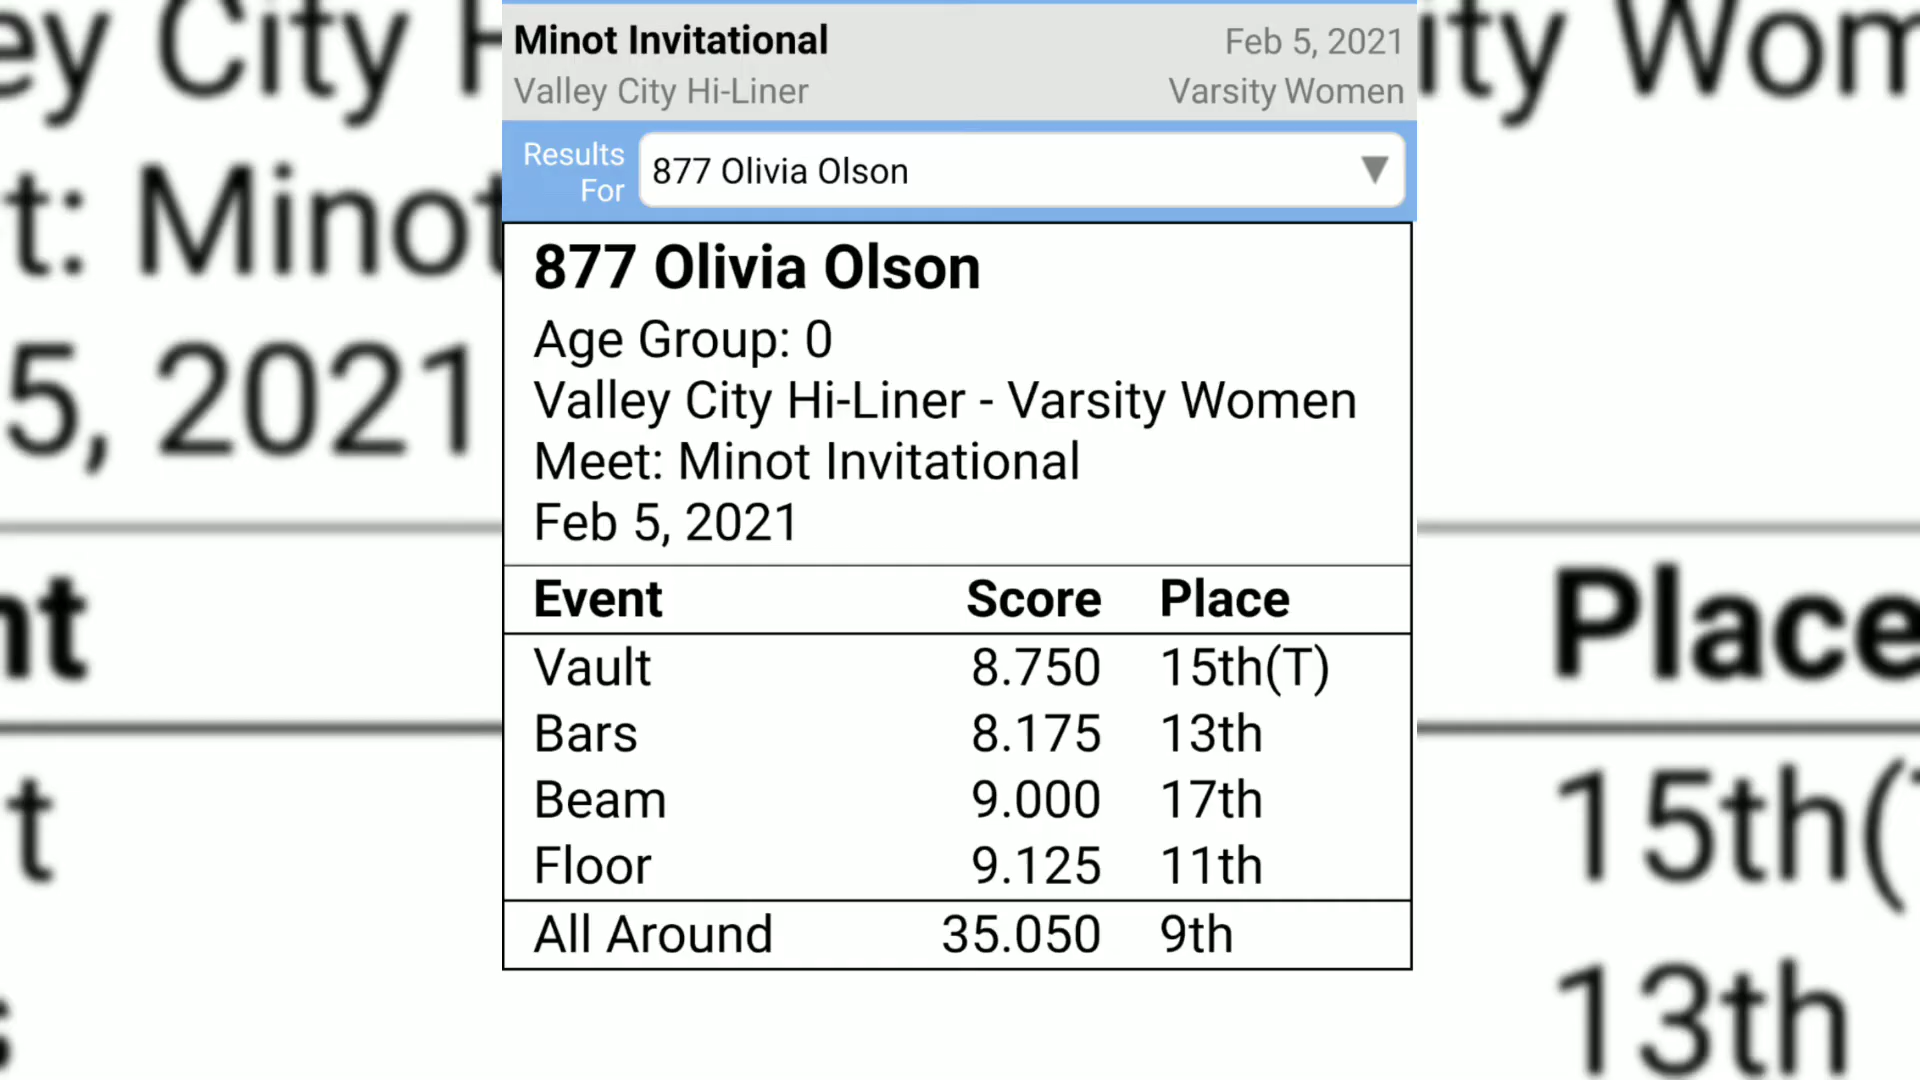 Minot Invitational Feb 5, 2021
Valley City Hi-Liner Varsity Women
Results For 877 Olivia Olson
877 Olivia Olson
Age Group: 0
Valley City Hi-Liner - Varsity Women
Meet: Minot Invitational
Feb 5, 2021
Event Score Place
Vault 8.750 15th(T)
Bars 8.175 13th
Beam 9.000 17th
Floor 9.125 11th
All Around 35.050 9th